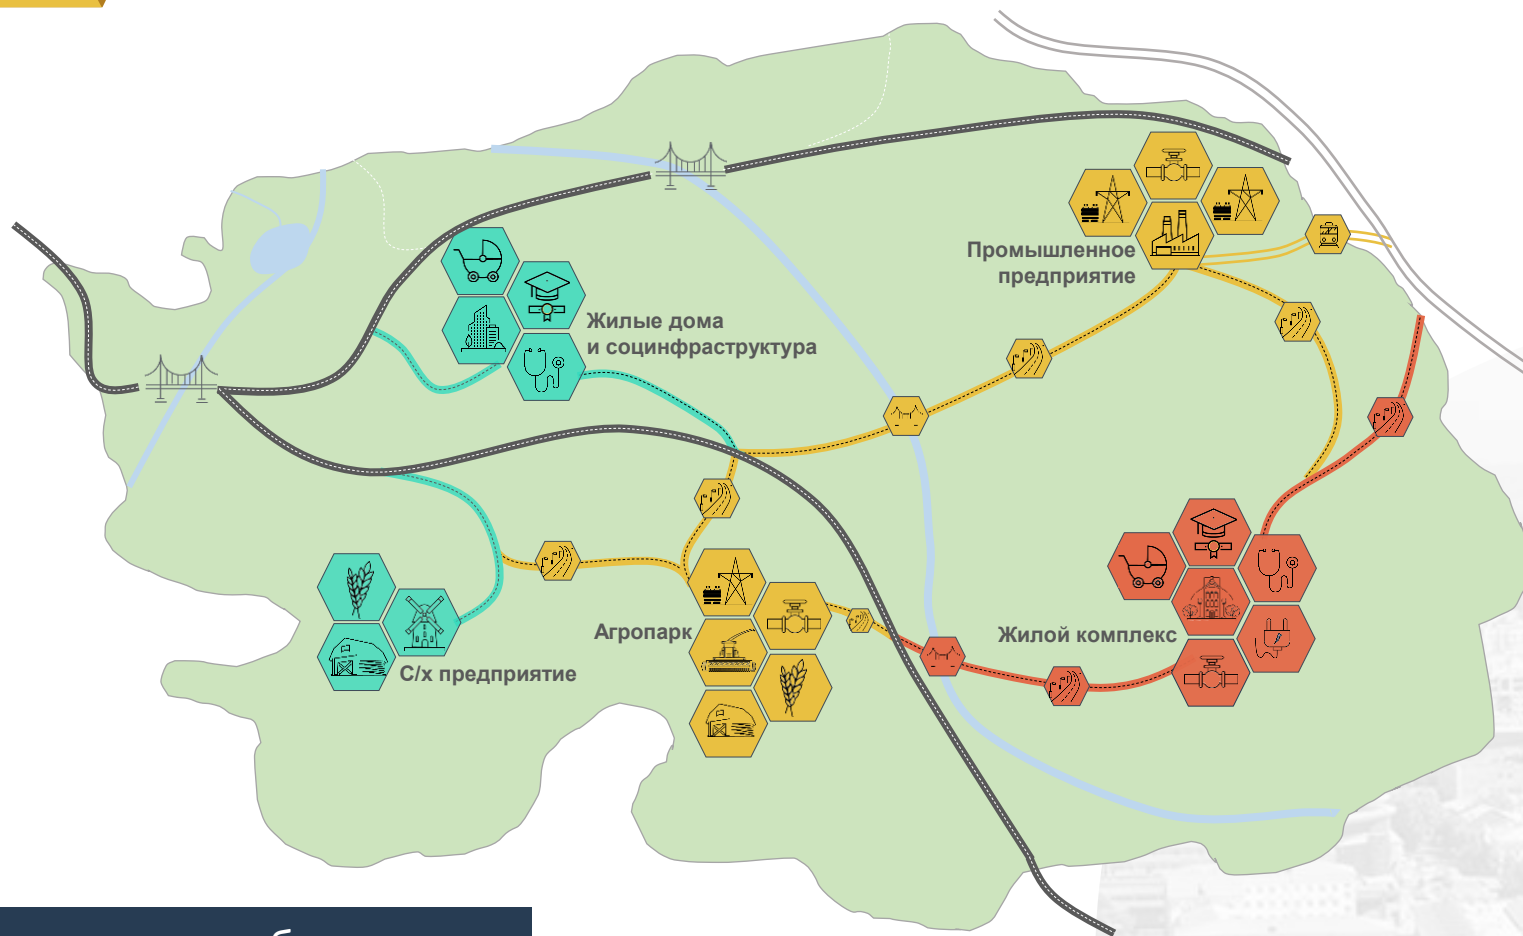 Промышленное
предприятие
Жилые дома
и социнфраструктура
Агропарк
Жилой комплекс
С/х предприятие